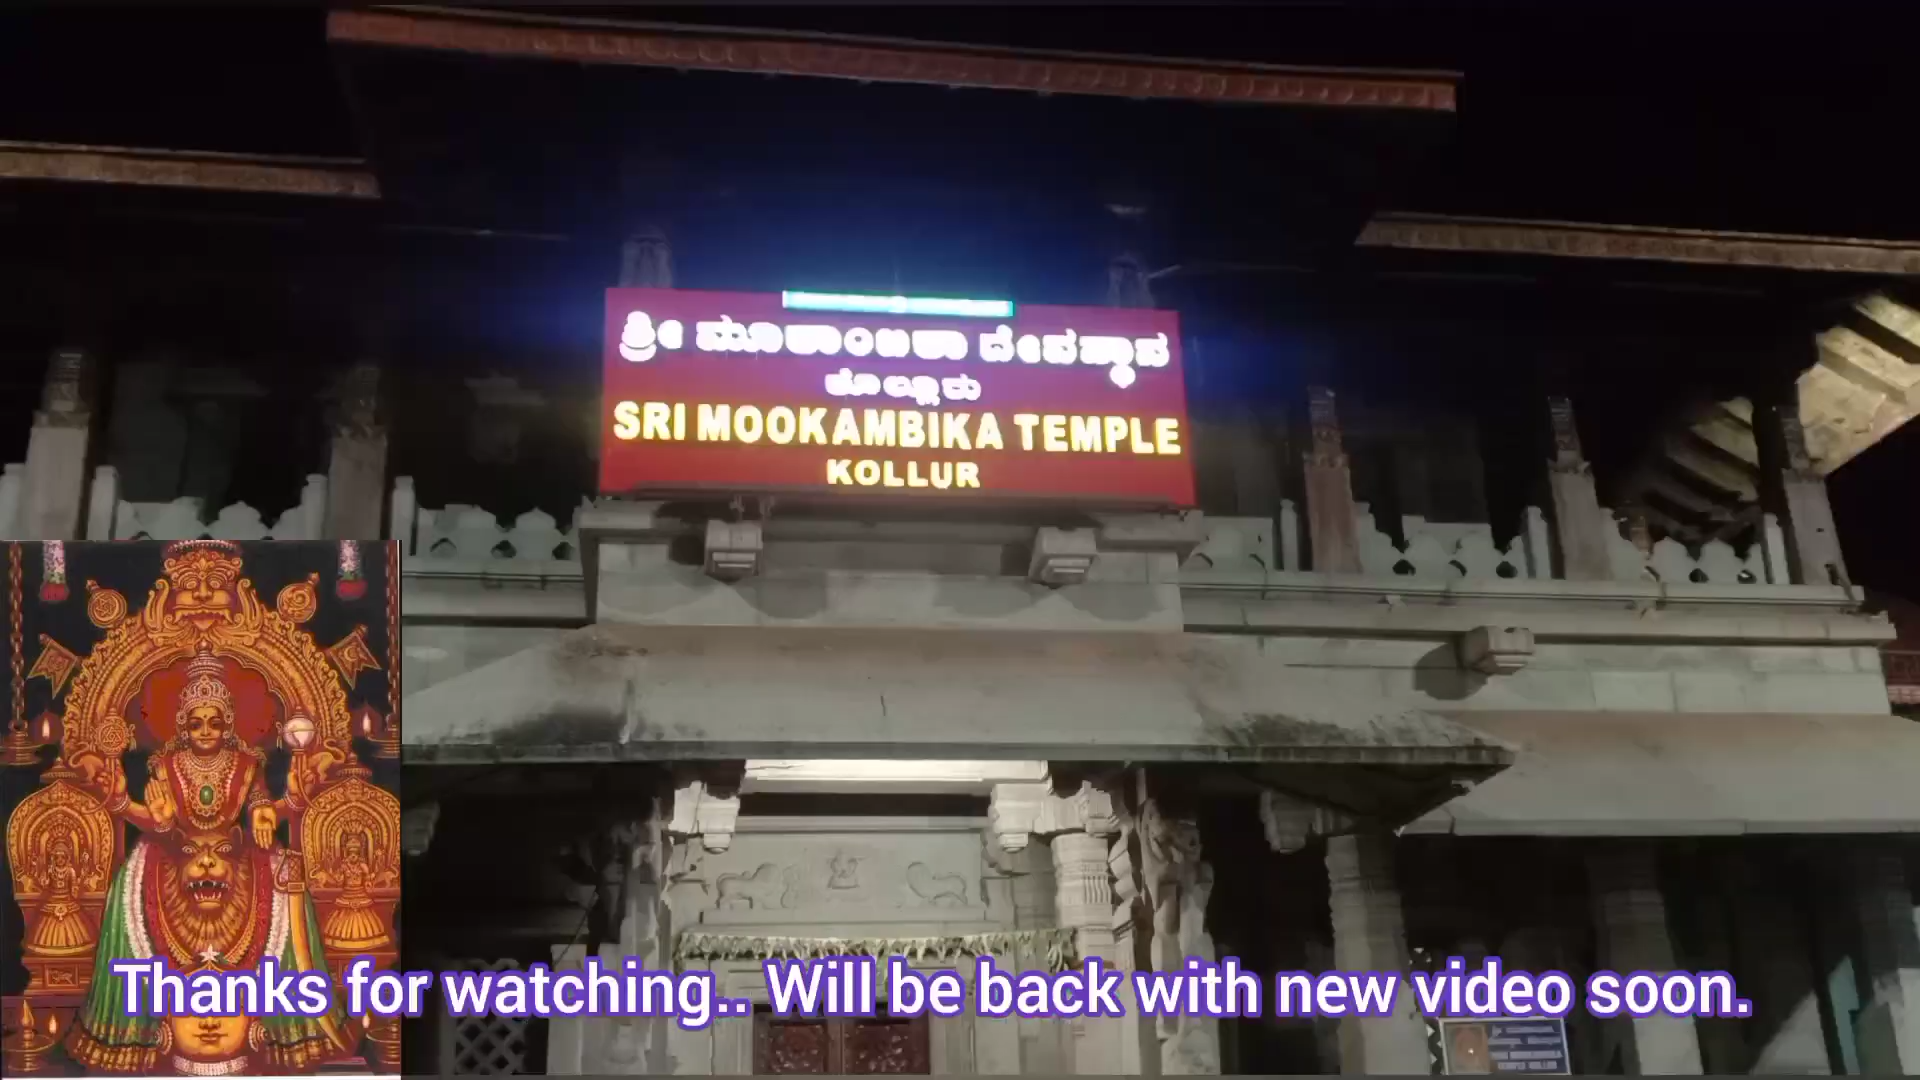 ಶ್ರೀ ಮೂಕಾಂಬಿಕಾ ದೇವಸ್ಥಾನ
ಕೊಲ್ಲೂರು
SRI MOOKAMBIKA TEMPLE
KOLLUR
Thanks for watching.. Will be back with new video soon.